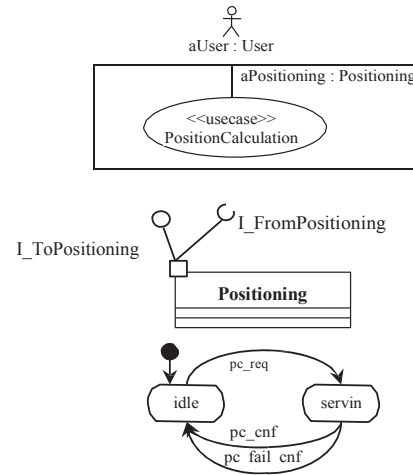 aUser : User
aPositioning : Positioning
<<usecase>>
PositionCalculation
I_FromPositioning
I_ToPositioning
Positioning
pc_req
idle
servin
pc_cnf
pc_fail_cnf